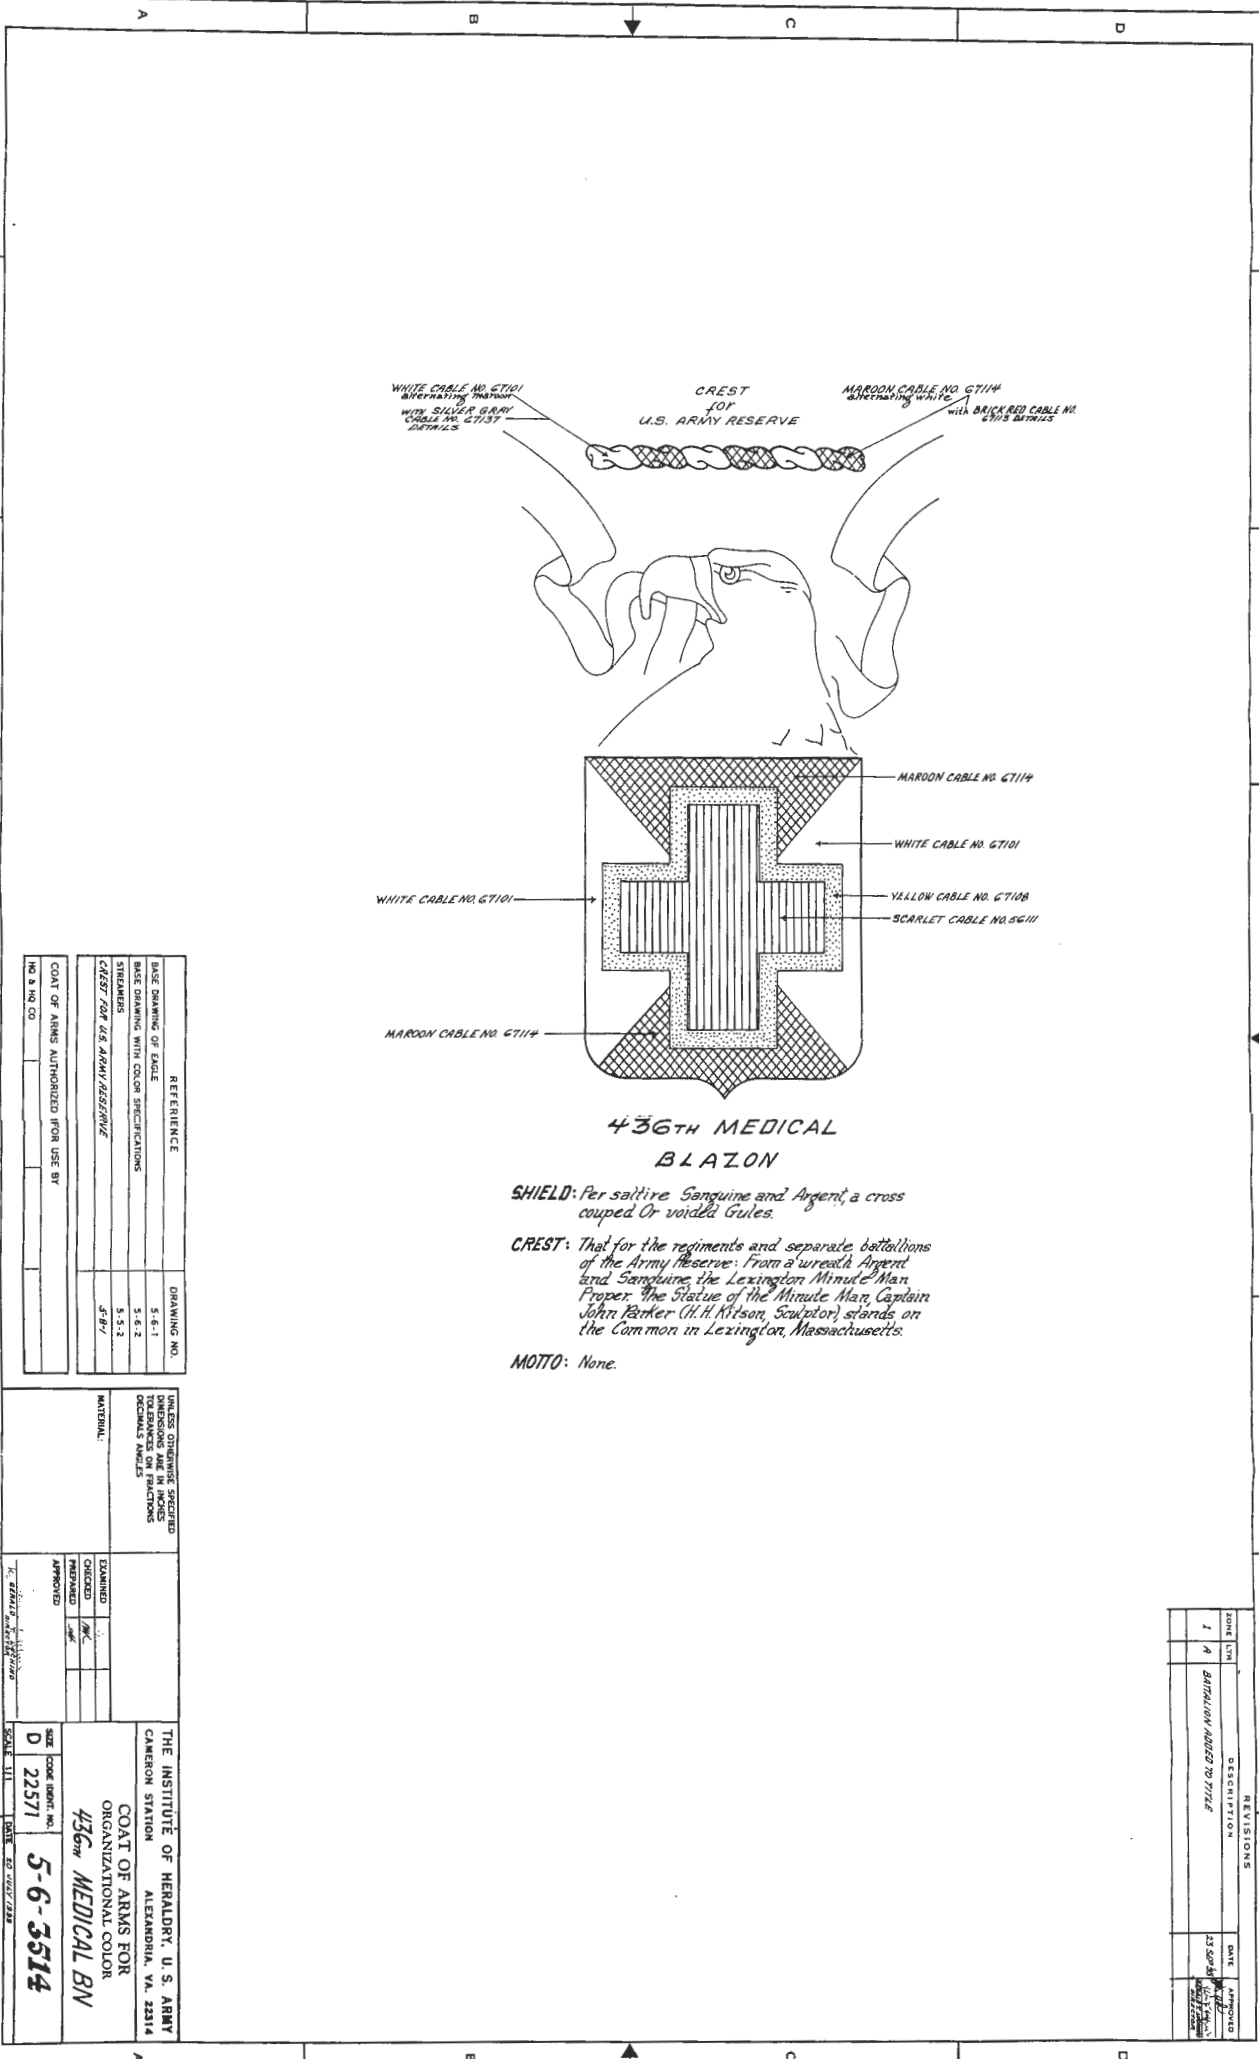 A
B
C
D
WHITE CABLE NO. 67101
alternating maroon
with SILVER GRAY
CABLE NO. 67137
DETAILS
CREST
for
U.S. ARMY RESERVE
MAROON CABLE NO. 67114
alternating white
with BRICK RED CABLE NO.
67113 DETAILS
MAROON CABLE NO. 67114
WHITE CABLE NO. 67101
WHITE CABLE NO. 67101
YELLOW CABLE NO. 67108
SCARLET CABLE NO. 56111
MAROON CABLE NO. 67114
436TH MEDICAL
BLAZON
SHIELD: Per saltire Sanguine and Argent, a cross
couped Or voided Gules.
CREST: That for the regiments and separate battallions
of the Army Reserve: From a wreath Argent
and Sanguine, the Lexington Minute Man
Proper. The Statue of the Minute Man, Captain
John Parker (H.H. Kitson, Sculptor), stands on
the Common in Lexington, Massachusetts.
MOTTO: None.
REFERENCE DRAWING NO.
BASE DRAWING OF EAGLE 5-6-1
BASE DRAWING WITH COLOR SPECIFICATIONS 5-6-2
STREAMERS 5-5-2
CREST FOR U.S. ARMY RESERVE 5-8-1
COAT OF ARMS AUTHORIZED FOR USE BY
HQ & HQ CO
UNLESS OTHERWISE SPECIFIED
DIMENSIONS ARE IN INCHES
TOLERANCES ON FRACTIONS
DECIMALS ANGLES
MATERIAL:
EXAMINED
CHECKED
PREPARED
APPROVED
DIRECTOR
THE INSTITUTE OF HERALDRY, U. S. ARMY
CAMERON STATION ALEXANDRIA, VA. 22314
COAT OF ARMS FOR
ORGANIZATIONAL COLOR
436TH MEDICAL BN
SIZE CODE IDENT. NO.
D 22571 5-6-3514
SCALE 1/1 DATE 20 JULY
REVISIONS
ZONE LTR DESCRIPTION DATE APPROVED
1 A BATTALION ADDED TO TITLE 23 SEP
DIRECTOR
A
B
C
D